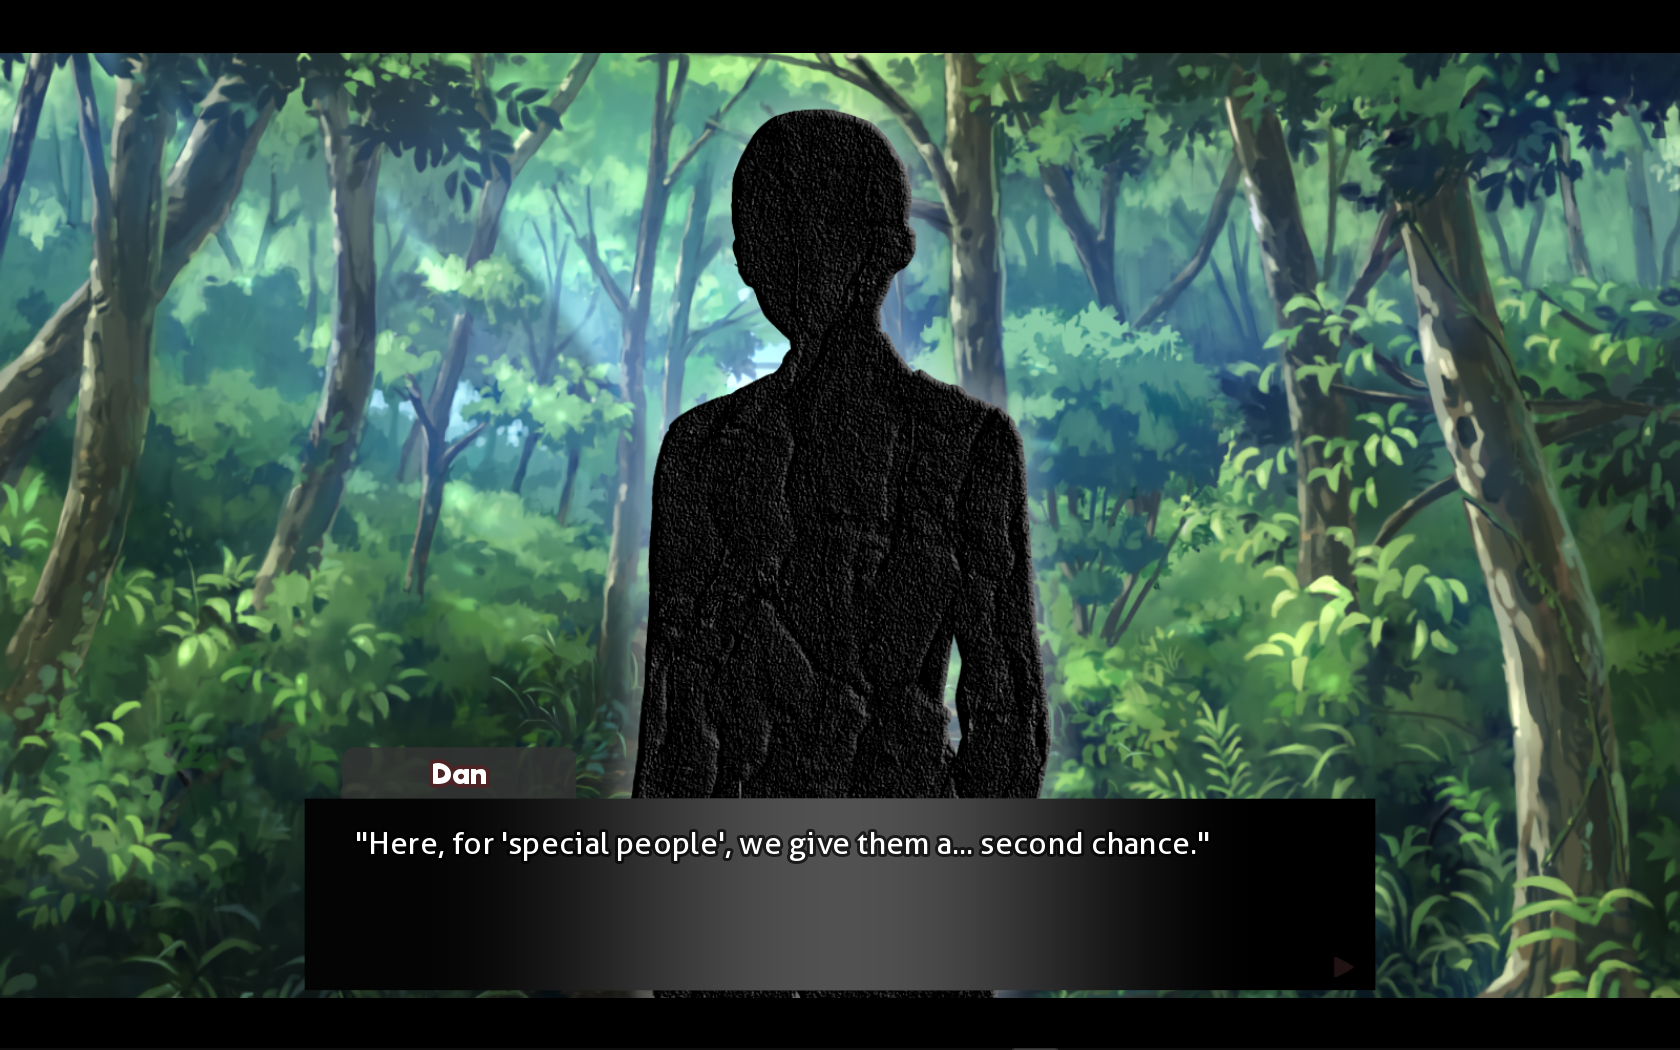 Dan
"Here, for 'special people', we give them a... second chance."